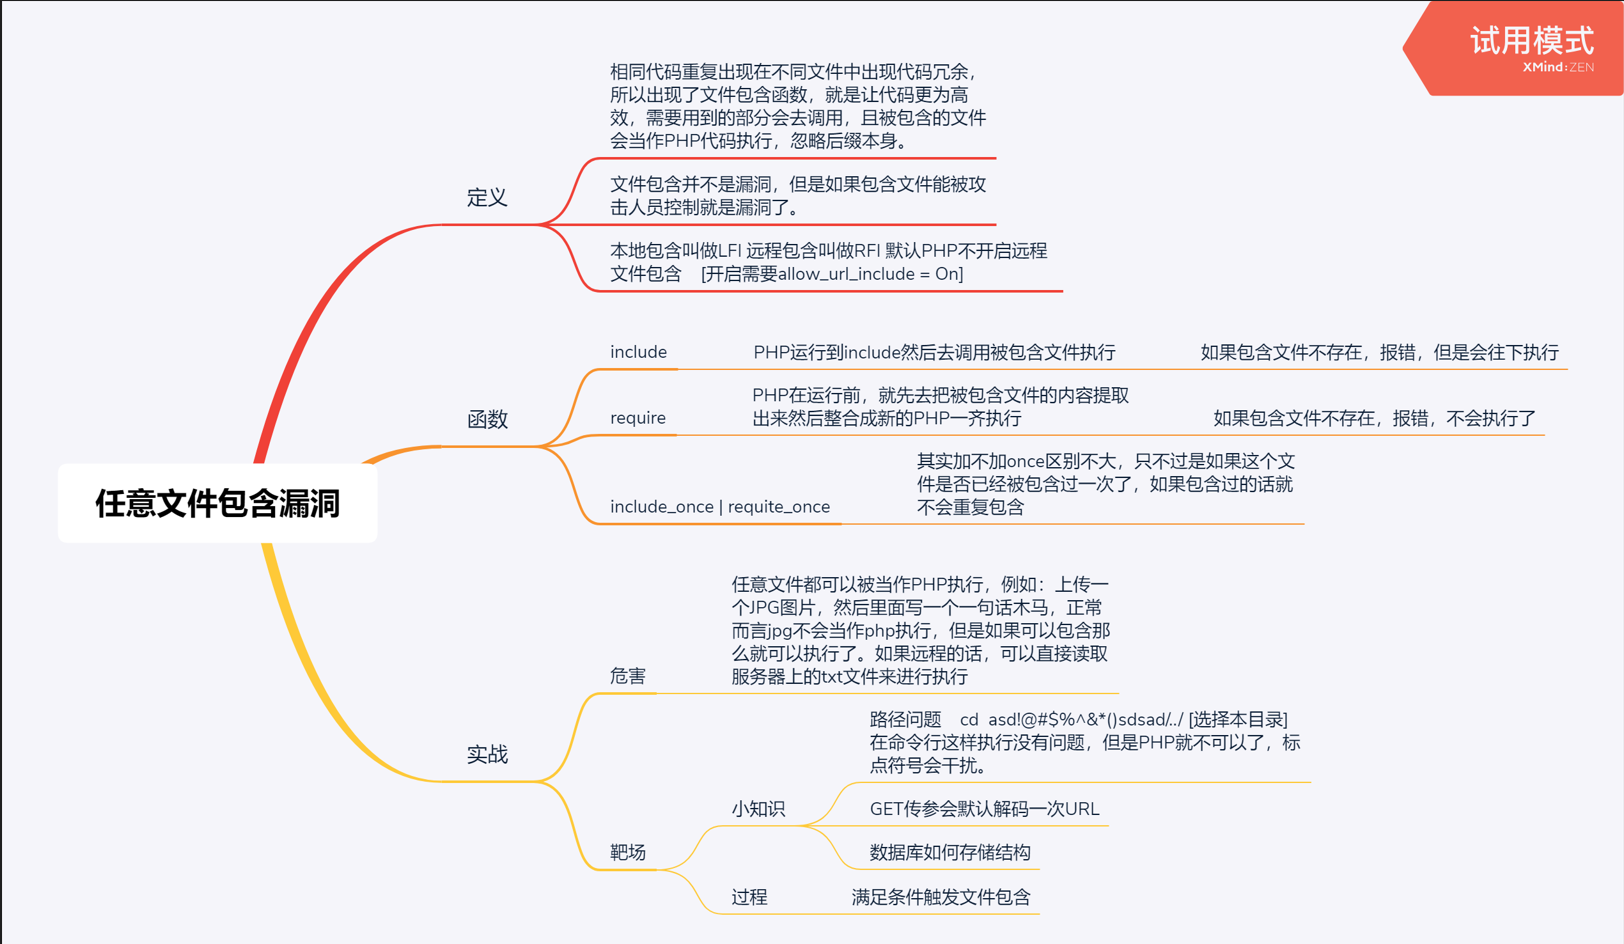 试用模式
XMind:ZEN
任意文件包含漏洞
定义
相同代码重复出现在不同文件中出现代码冗余，
所以出现了文件包含函数，就是让代码更为高
效，需要用到的部分会去调用，且被包含的文件
会当作PHP代码执行，忽略后缀本身。
文件包含并不是漏洞，但是如果包含文件能被攻
击人员控制就是漏洞了。
本地包含叫做LFI 远程包含叫做RFI 默认PHP不开启远程
文件包含    [开启需要allow_url_include = On]
函数
include
PHP运行到include然后去调用被包含文件执行
如果包含文件不存在，报错，但是会往下执行
require
PHP在运行前，就先去把被包含文件的内容提取
出来然后整合成新的PHP一齐执行
如果包含文件不存在，报错，不会执行了
include_once | requite_once
其实加不加once区别不大，只不过是如果这个文
件是否已经被包含过一次了，如果包含过的话就
不会重复包含
实战
危害
任意文件都可以被当作PHP执行，例如：上传一
个JPG图片，然后里面写一个一句话木马，正常
而言jpg不会当作php执行，但是如果可以包含那
么就可以执行了。如果远程的话，可以直接读取
服务器上的txt文件来进行执行
靶场
小知识
路径问题    cd  asd!@#$%^&*()sdsad/../ [选择本目录]
在命令行这样执行没有问题，但是PHP就不可以了，标
点符号会干扰。
GET传参会默认解码一次URL
数据库如何存储结构
过程
满足条件触发文件包含